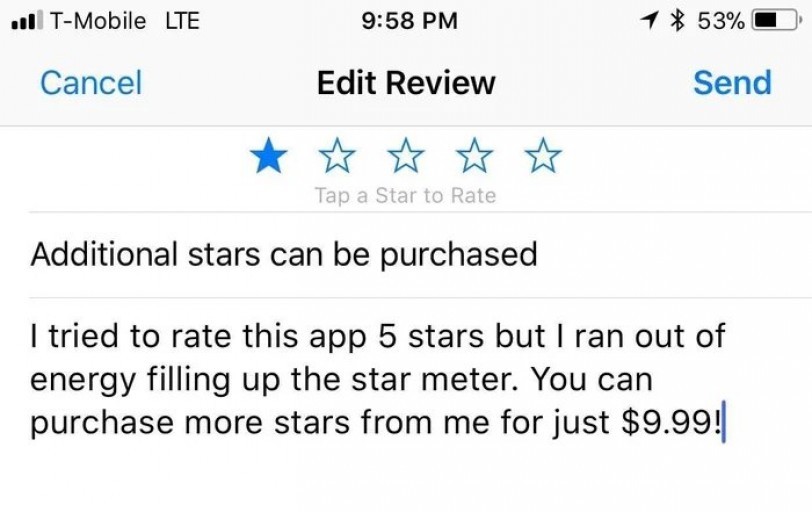 T-Mobile LTE 9:58 PM 53%
Cancel Edit Review Send
Tap a Star to Rate
Additional stars can be purchased
I tried to rate this app 5 stars but I ran out of
energy filling up the star meter. You can
purchase more stars from me for just $9.99!